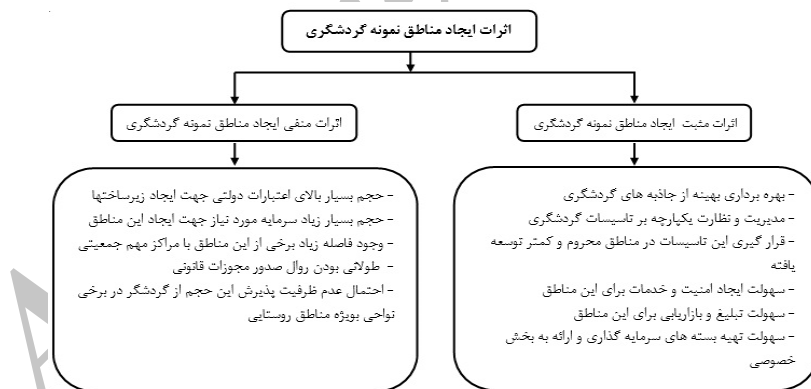 اثرات ایجاد مناطق نمونه گردشگری
اثرات مثبت ایجاد مناطق نمونه گردشگری
اثرات منفی ایجاد مناطق نمونه گردشگری
- بهره برداری بهینه از جاذبه های گردشگری
- مدیریت و نظارت یکپارچه بر تاسیسات گردشگری
- قرار گیری این تاسیسات در مناطق محروم و کمتر توسعه
یافته
- سهولت ایجاد امنیت و خدمات برای این مناطق
- سهولت تبلیغ و بازاریابی برای این مناطق
- سهولت تهیه بسته های سرمایه گذاری و ارائه به بخش
خصوصی
- حجم بسیار بالای اعتبارات دولتی جهت ایجاد زیرساختها
- حجم بسیار زیاد سرمایه مورد نیاز جهت ایجاد این مناطق
- وجود فاصله زیاد برخی از این مناطق با مراکز مهم جمعیتی
- طولانی بودن روال صدور مجوزات قانونی
- احتمال عدم ظرفیت پذیرش این حجم از گردشگر در برخی
نواحی بویژه مناطق روستایی